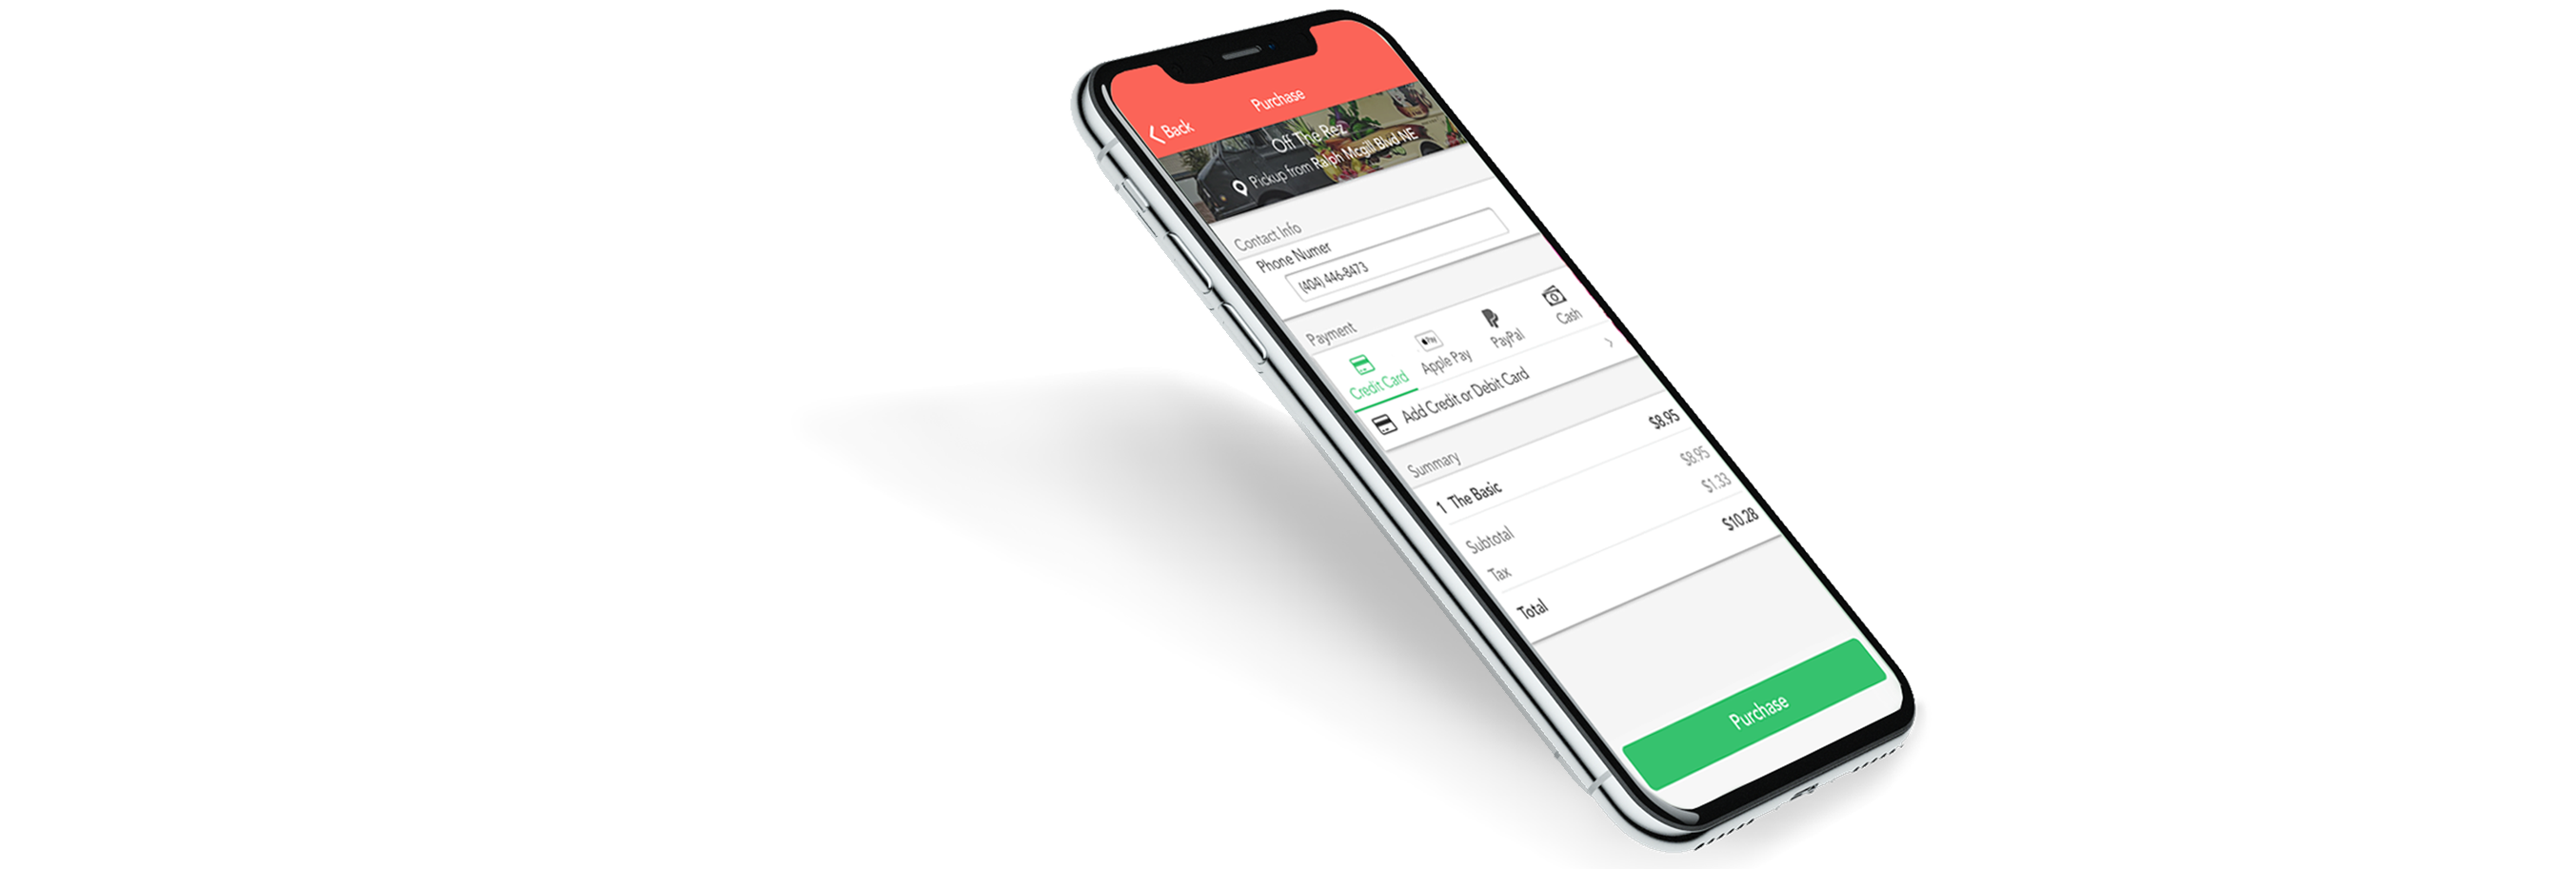 Purchase
Back
Off The Rez
Pickup from Ralph Mcgill Blvd NE
Contact Info
Phone Numer
(404) 446-8473
Payment
Credit Card
Apple Pay
PayPal
Cash
Pay
Add Credit or Debit Card
Summary
1 The Basic $8.95
Subtotal $8.95
Tax $1.33
Total $10.28
Purchase